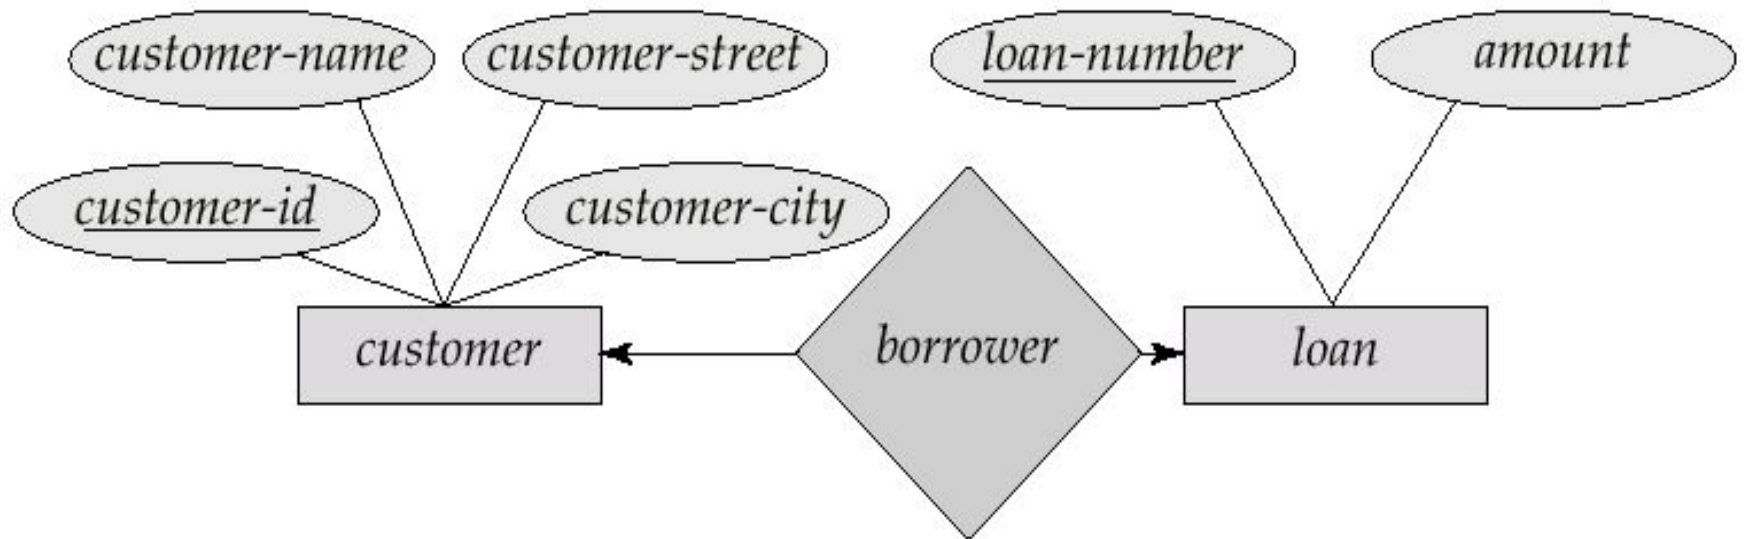 customer-name
customer-street
loan-number
amount
customer-id
customer-city
customer
borrower
loan